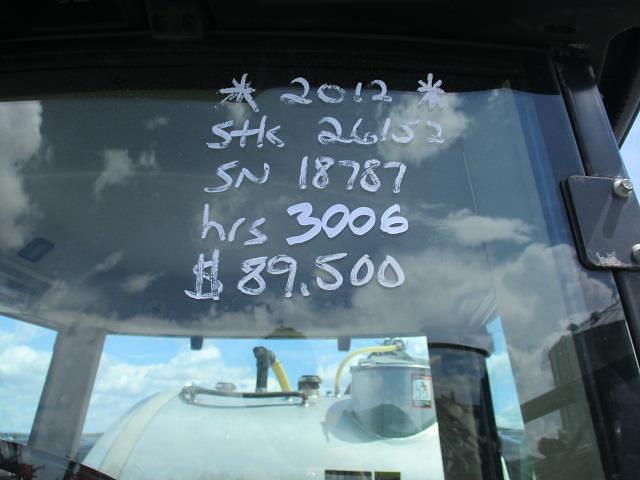 * 2012 *
Stk 26152
SN 18787
hrs 3006
$ 89,500